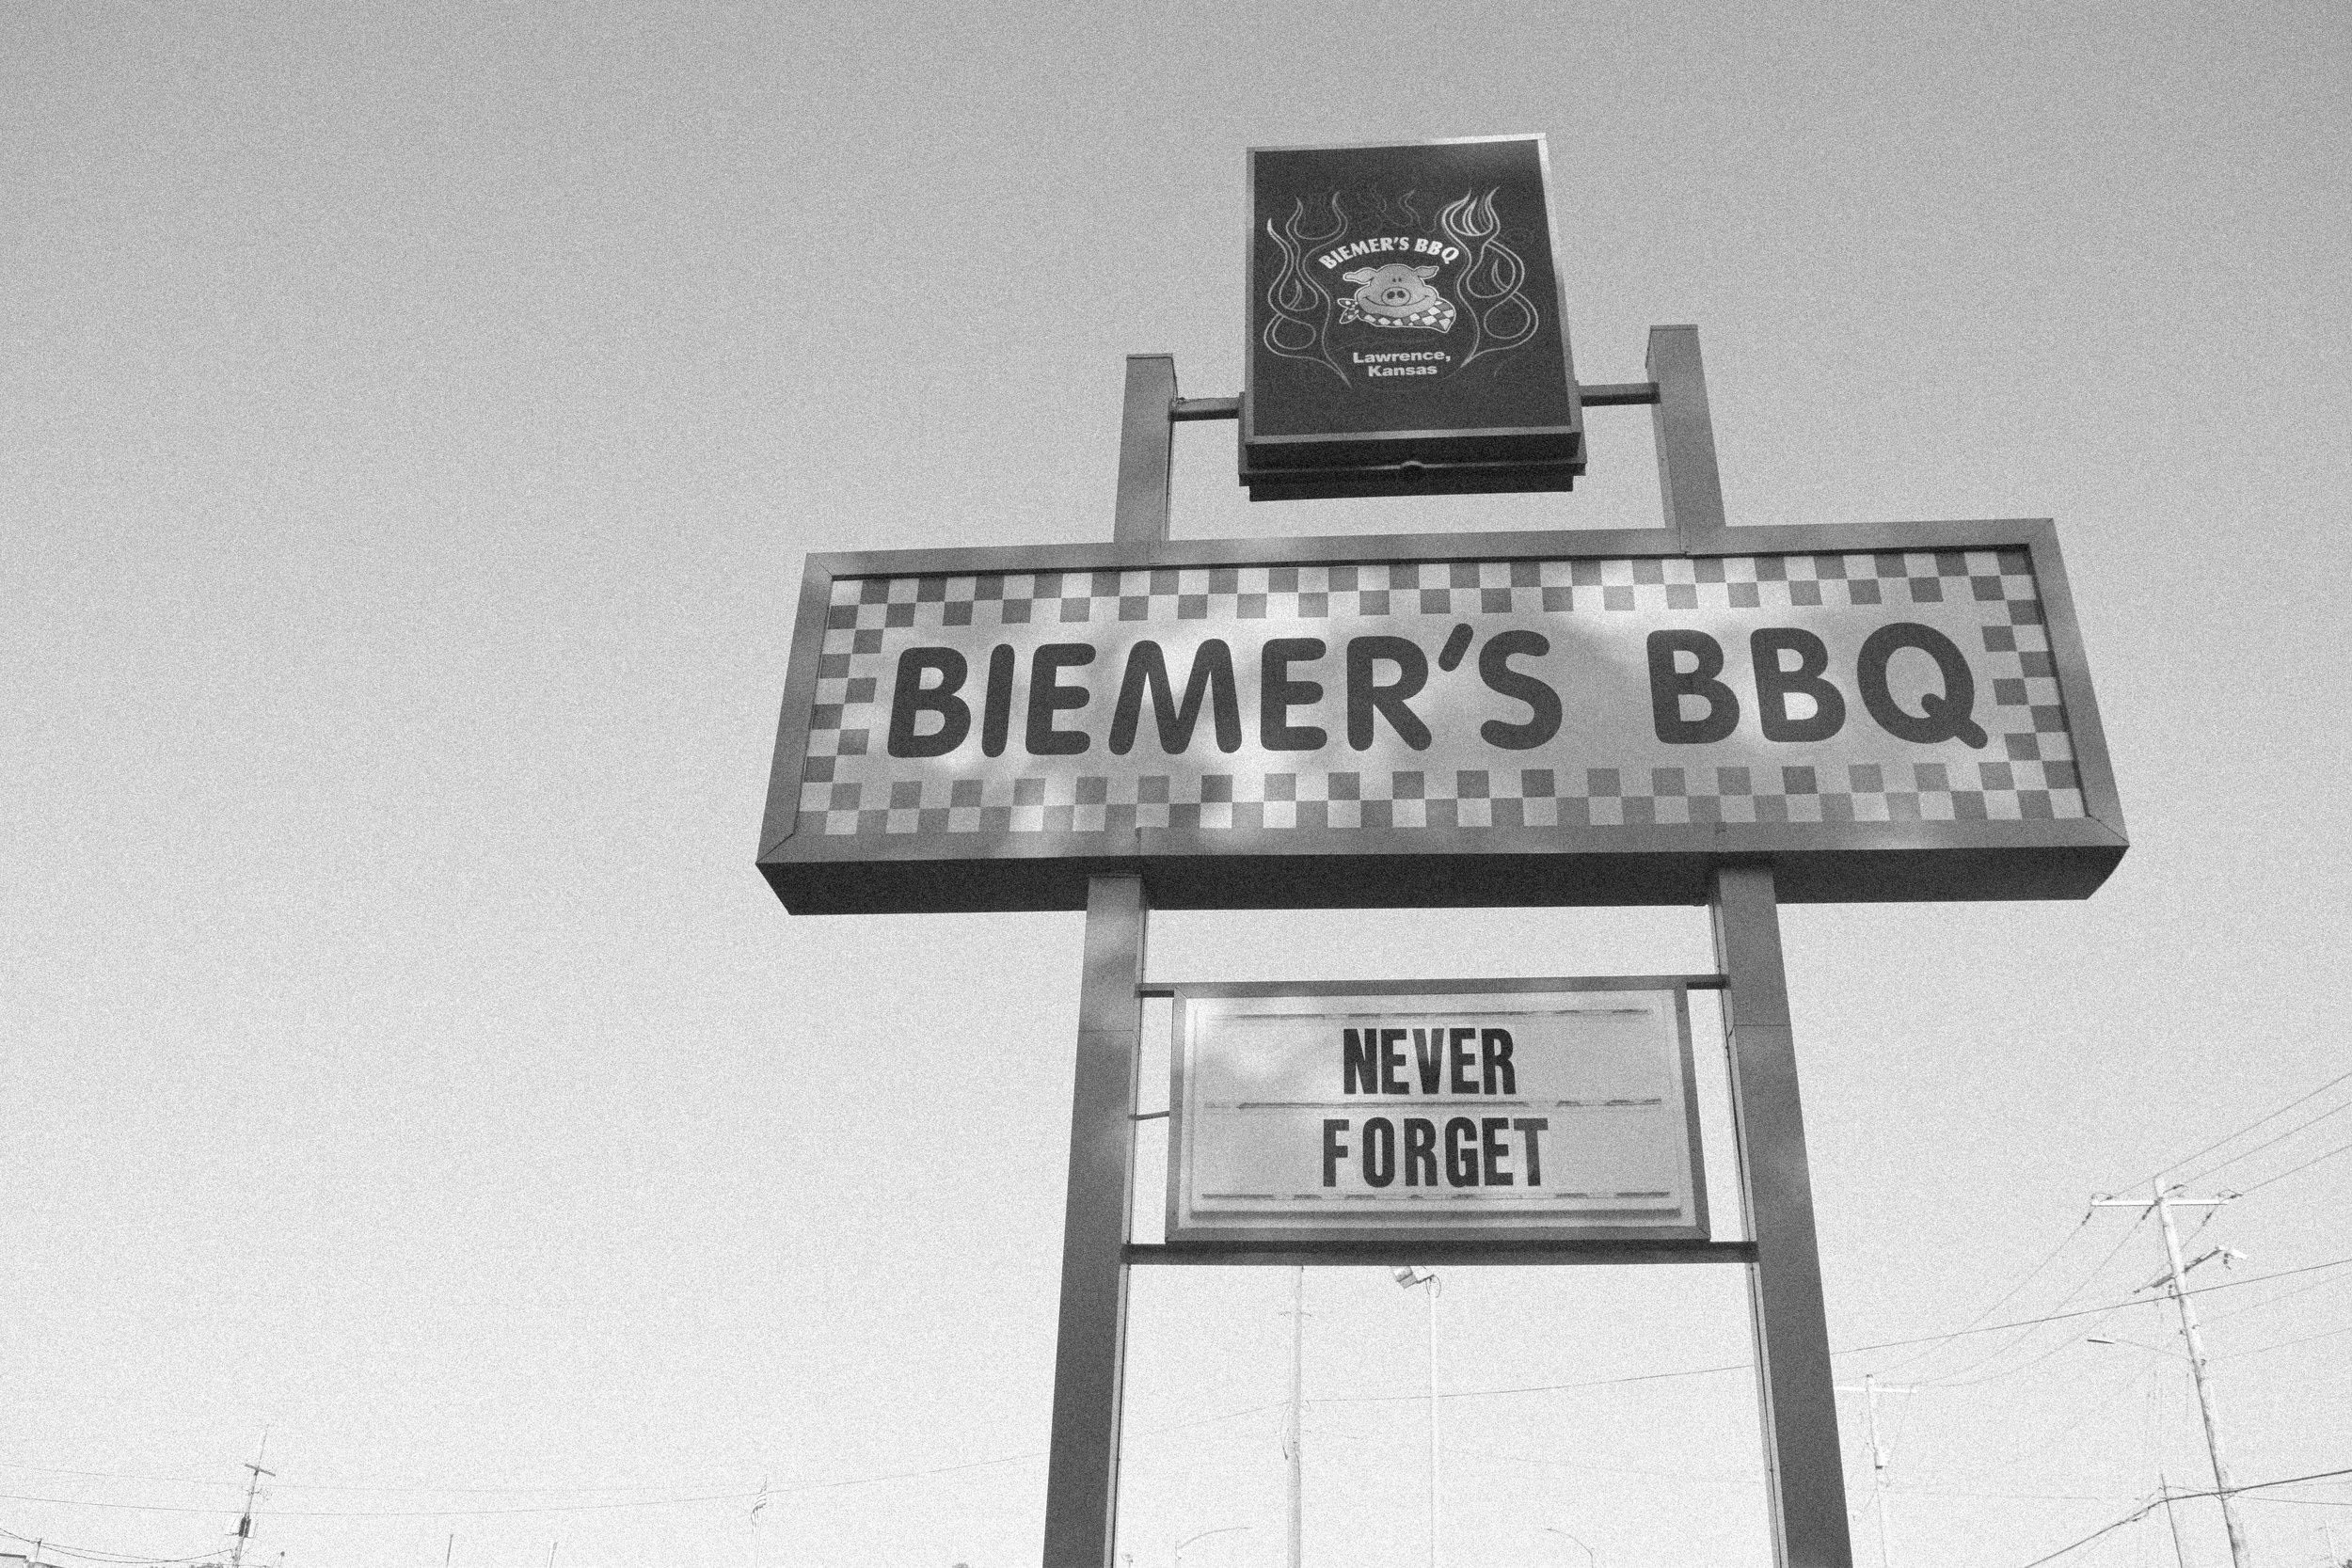 BIEMER'S BBQ
Lawrence,
Kansas
BIEMER'S BBQ
NEVER
FORGET